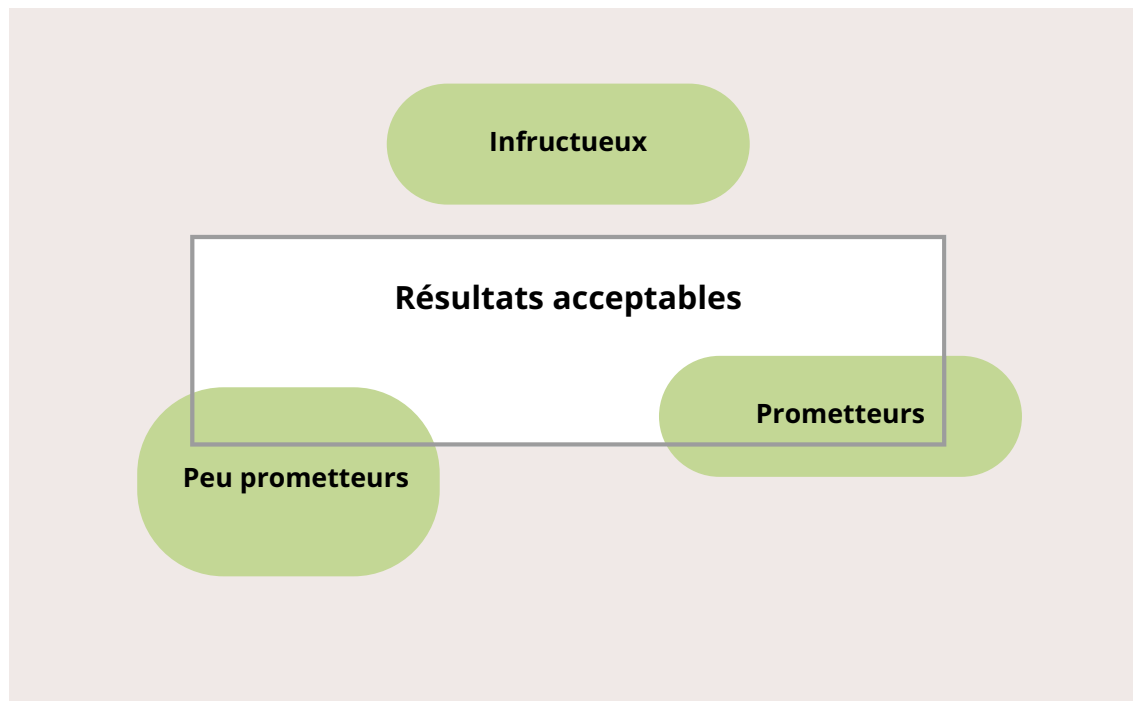 Infructueux
Résultats acceptables
Prometteurs
Peu prometteurs